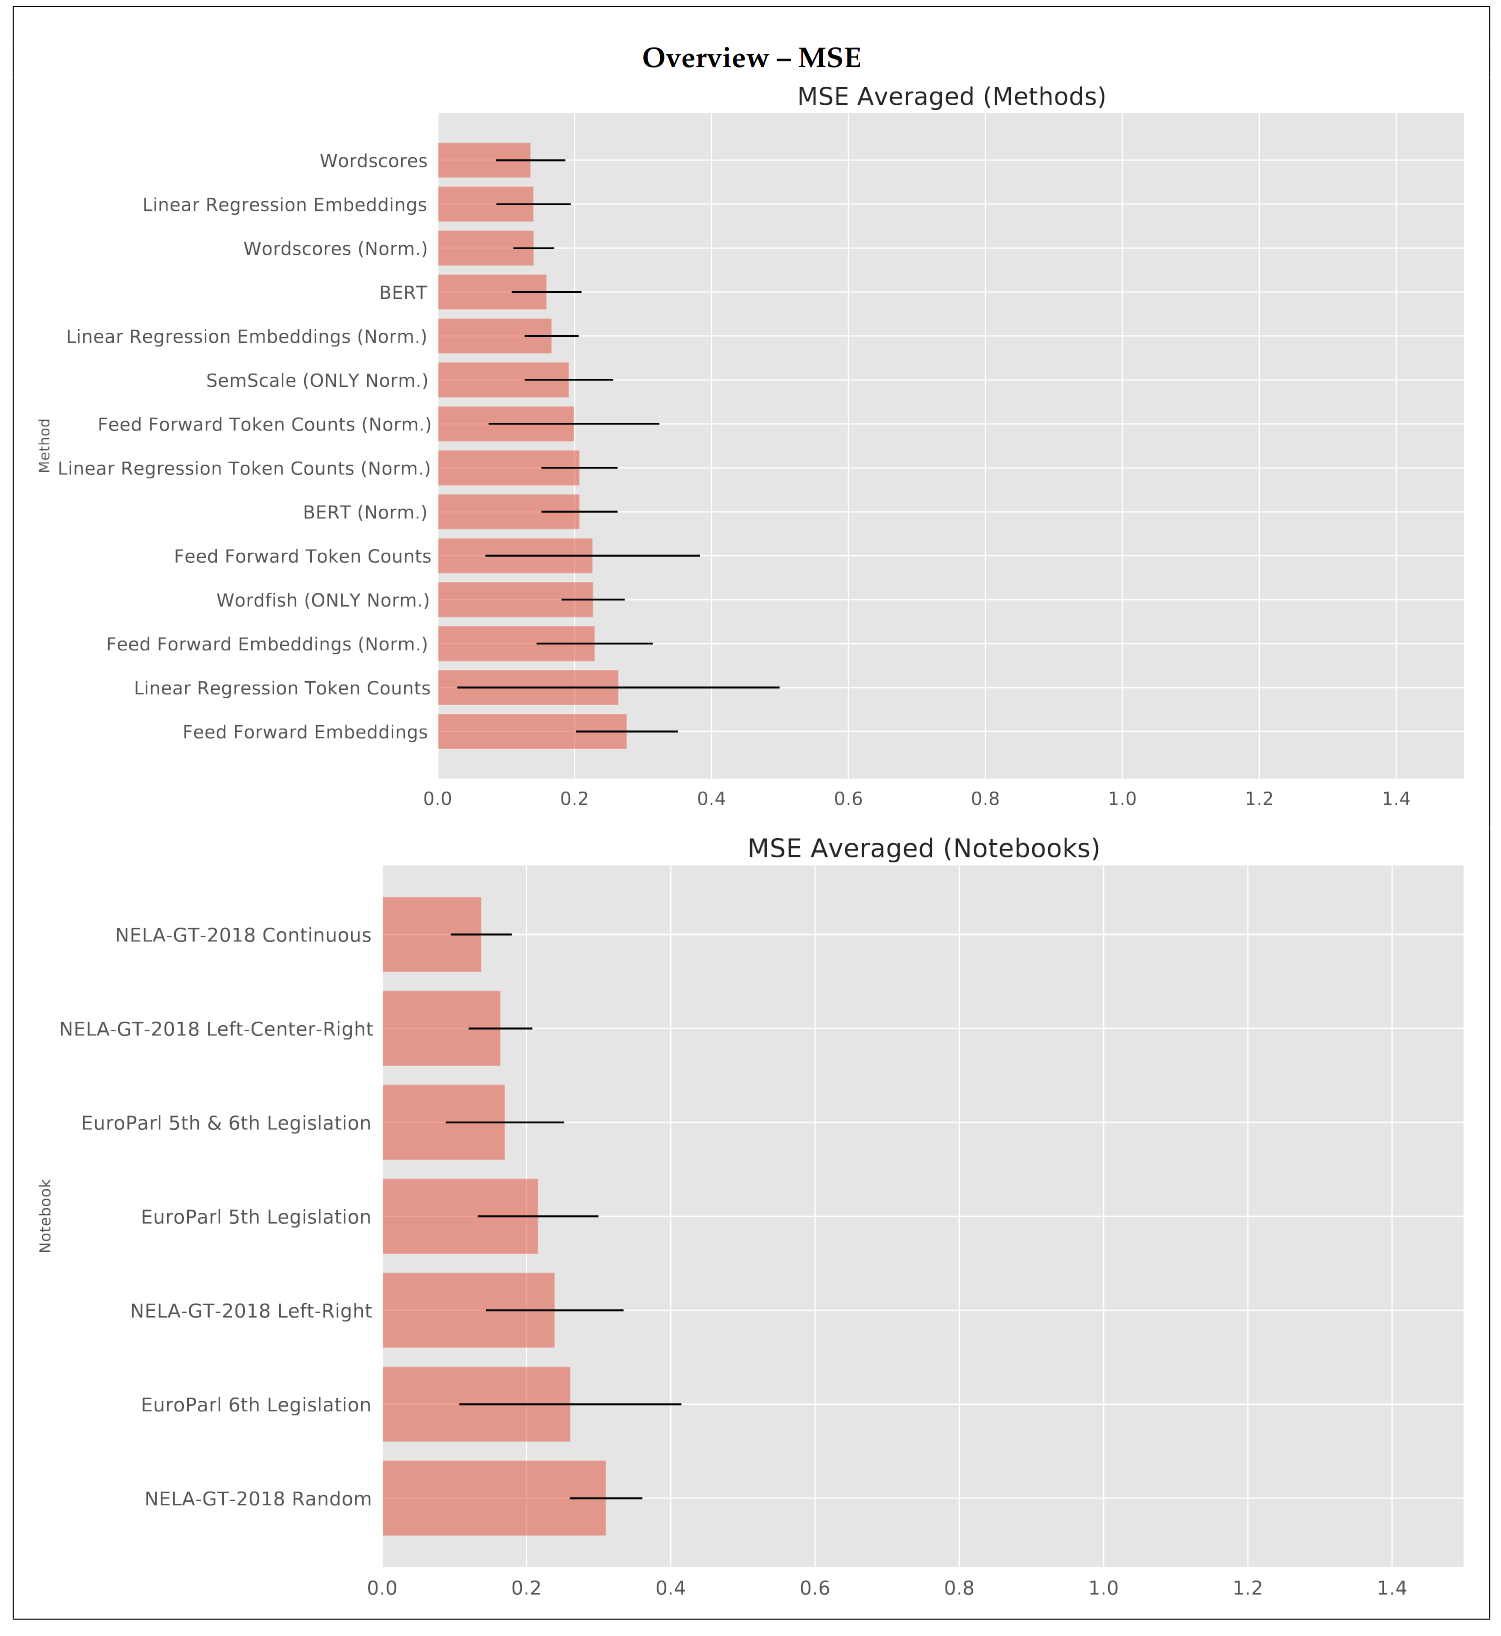 Overview – MSE
MSE Averaged (Methods)
Method
Wordscores
Linear Regression Embeddings
Wordscores (Norm.)
BERT
Linear Regression Embeddings (Norm.)
SemScale (ONLY Norm.)
Feed Forward Token Counts (Norm.)
Linear Regression Token Counts (Norm.)
BERT (Norm.)
Feed Forward Token Counts
Wordfish (ONLY Norm.)
Feed Forward Embeddings (Norm.)
Linear Regression Token Counts
Feed Forward Embeddings
0.0 0.2 0.4 0.6 0.8 1.0 1.2 1.4
MSE Averaged (Notebooks)
Notebook
NELA-GT-2018 Continuous
NELA-GT-2018 Left-Center-Right
EuroParl 5th & 6th Legislation
EuroParl 5th Legislation
NELA-GT-2018 Left-Right
EuroParl 6th Legislation
NELA-GT-2018 Random
0.0 0.2 0.4 0.6 0.8 1.0 1.2 1.4